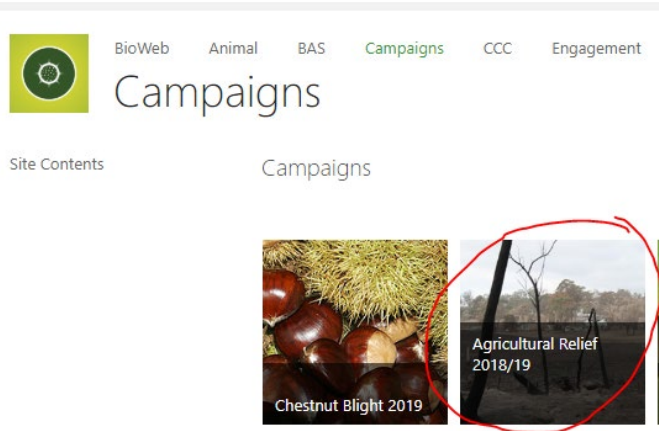 BioWeb Animal BAS Campaigns CCC Engagement
Campaigns
Site Contents
Campaigns
Chestnut Blight 2019
Agricultural Relief
2018/19